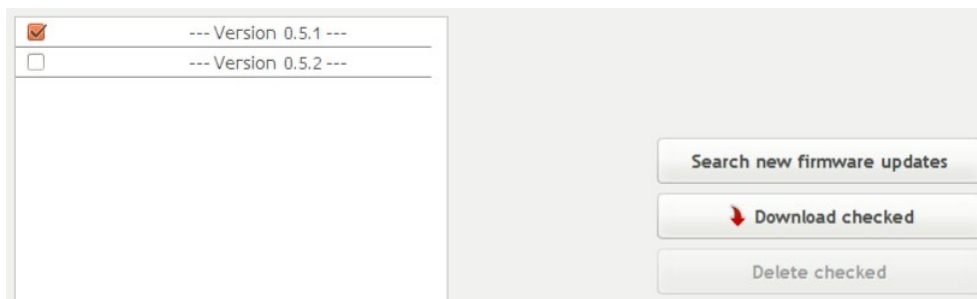 --- Version 0.5.1 ---
--- Version 0.5.2 ---
Search new firmware updates
Download checked
Delete checked